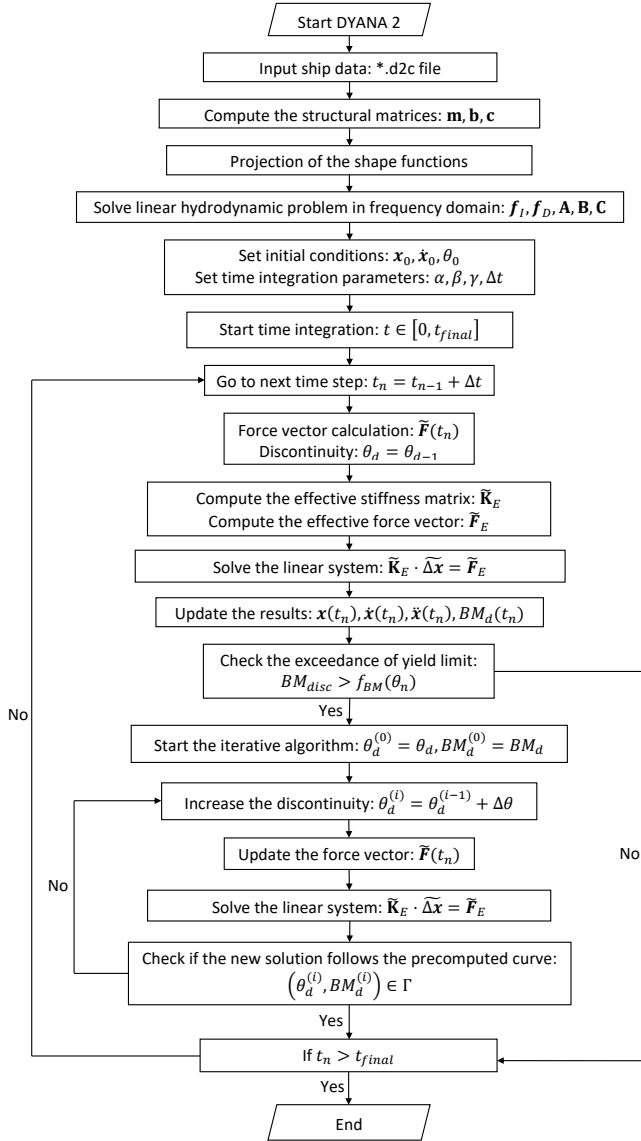 Start DYANA 2
Input ship data: *.d2c file
Compute the structural matrices: 𝐦, 𝐛, 𝐜
Projection of the shape functions
Solve linear hydrodynamic problem in frequency domain: 𝒇_I, 𝒇_D, 𝐀, 𝐁, 𝐂
Set initial conditions: 𝒙₀, 𝒙̇₀, θ₀
Set time integration parameters: α, β, γ, Δt
Start time integration: t ∈ [0, t_final]
Go to next time step: t_n = t_{n−1} + Δt
Force vector calculation: 𝑭̃(t_n)
Discontinuity: θ_d = θ_{d−1}
Compute the effective stiffness matrix: 𝐊̃_E
Compute the effective force vector: 𝑭̃_E
Solve the linear system: 𝐊̃_E · Δ𝒙̃ = 𝑭̃_E
Update the results: 𝒙(t_n), 𝒙̇(t_n), 𝒙̈(t_n), BM_d(t_n)
Check the exceedance of yield limit:
BM_disc > f_BM(θ_n)
No
Yes
Start the iterative algorithm: θ_d^(0) = θ_d, BM_d^(0) = BM_d
Increase the discontinuity: θ_d^(i) = θ_d^(i−1) + Δθ
Update the force vector: 𝑭̃(t_n)
No
No
Solve the linear system: 𝐊̃_E · Δ𝒙̃ = 𝑭̃_E
Check if the new solution follows the precomputed curve:
(θ_d^(i), BM_d^(i)) ∈ Γ
Yes
If t_n > t_final
Yes
End